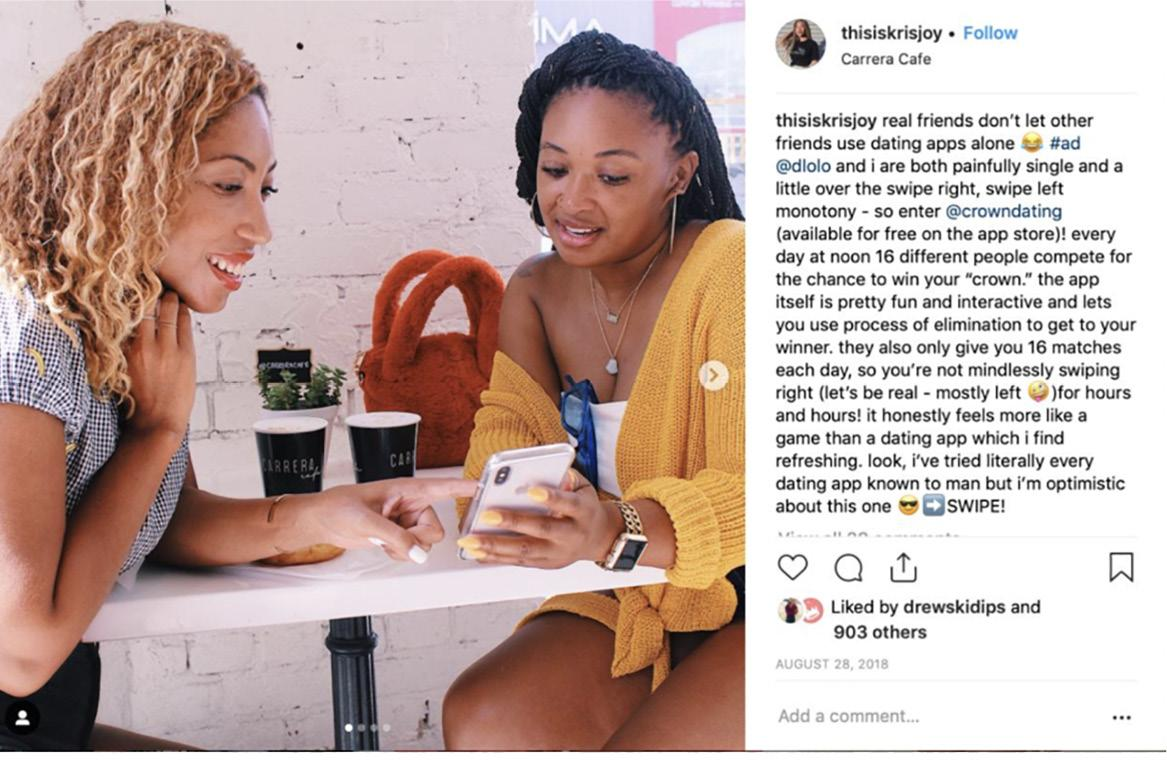 IMA
@CARRERACAFE
CARRERA
cafe
CAR
thisiskrisjoy • Follow
Carrera Cafe
thisiskrisjoy real friends don't let other
friends use dating apps alone 😂 #ad
@dlolo and i are both painfully single and a
little over the swipe right, swipe left
monotony - so enter @crowndating
(available for free on the app store)! every
day at noon 16 different people compete for
the chance to win your “crown.” the app
itself is pretty fun and interactive and lets
you use process of elimination to get to your
winner. they also only give you 16 matches
each day, so you're not mindlessly swiping
right (let's be real - mostly left 🤪)for hours
and hours! it honestly feels more like a
game than a dating app which i find
refreshing. look, i've tried literally every
dating app known to man but i'm optimistic
about this one 😎➡️SWIPE!
Liked by drewskidips and
903 others
AUGUST 28, 2018
Add a comment...